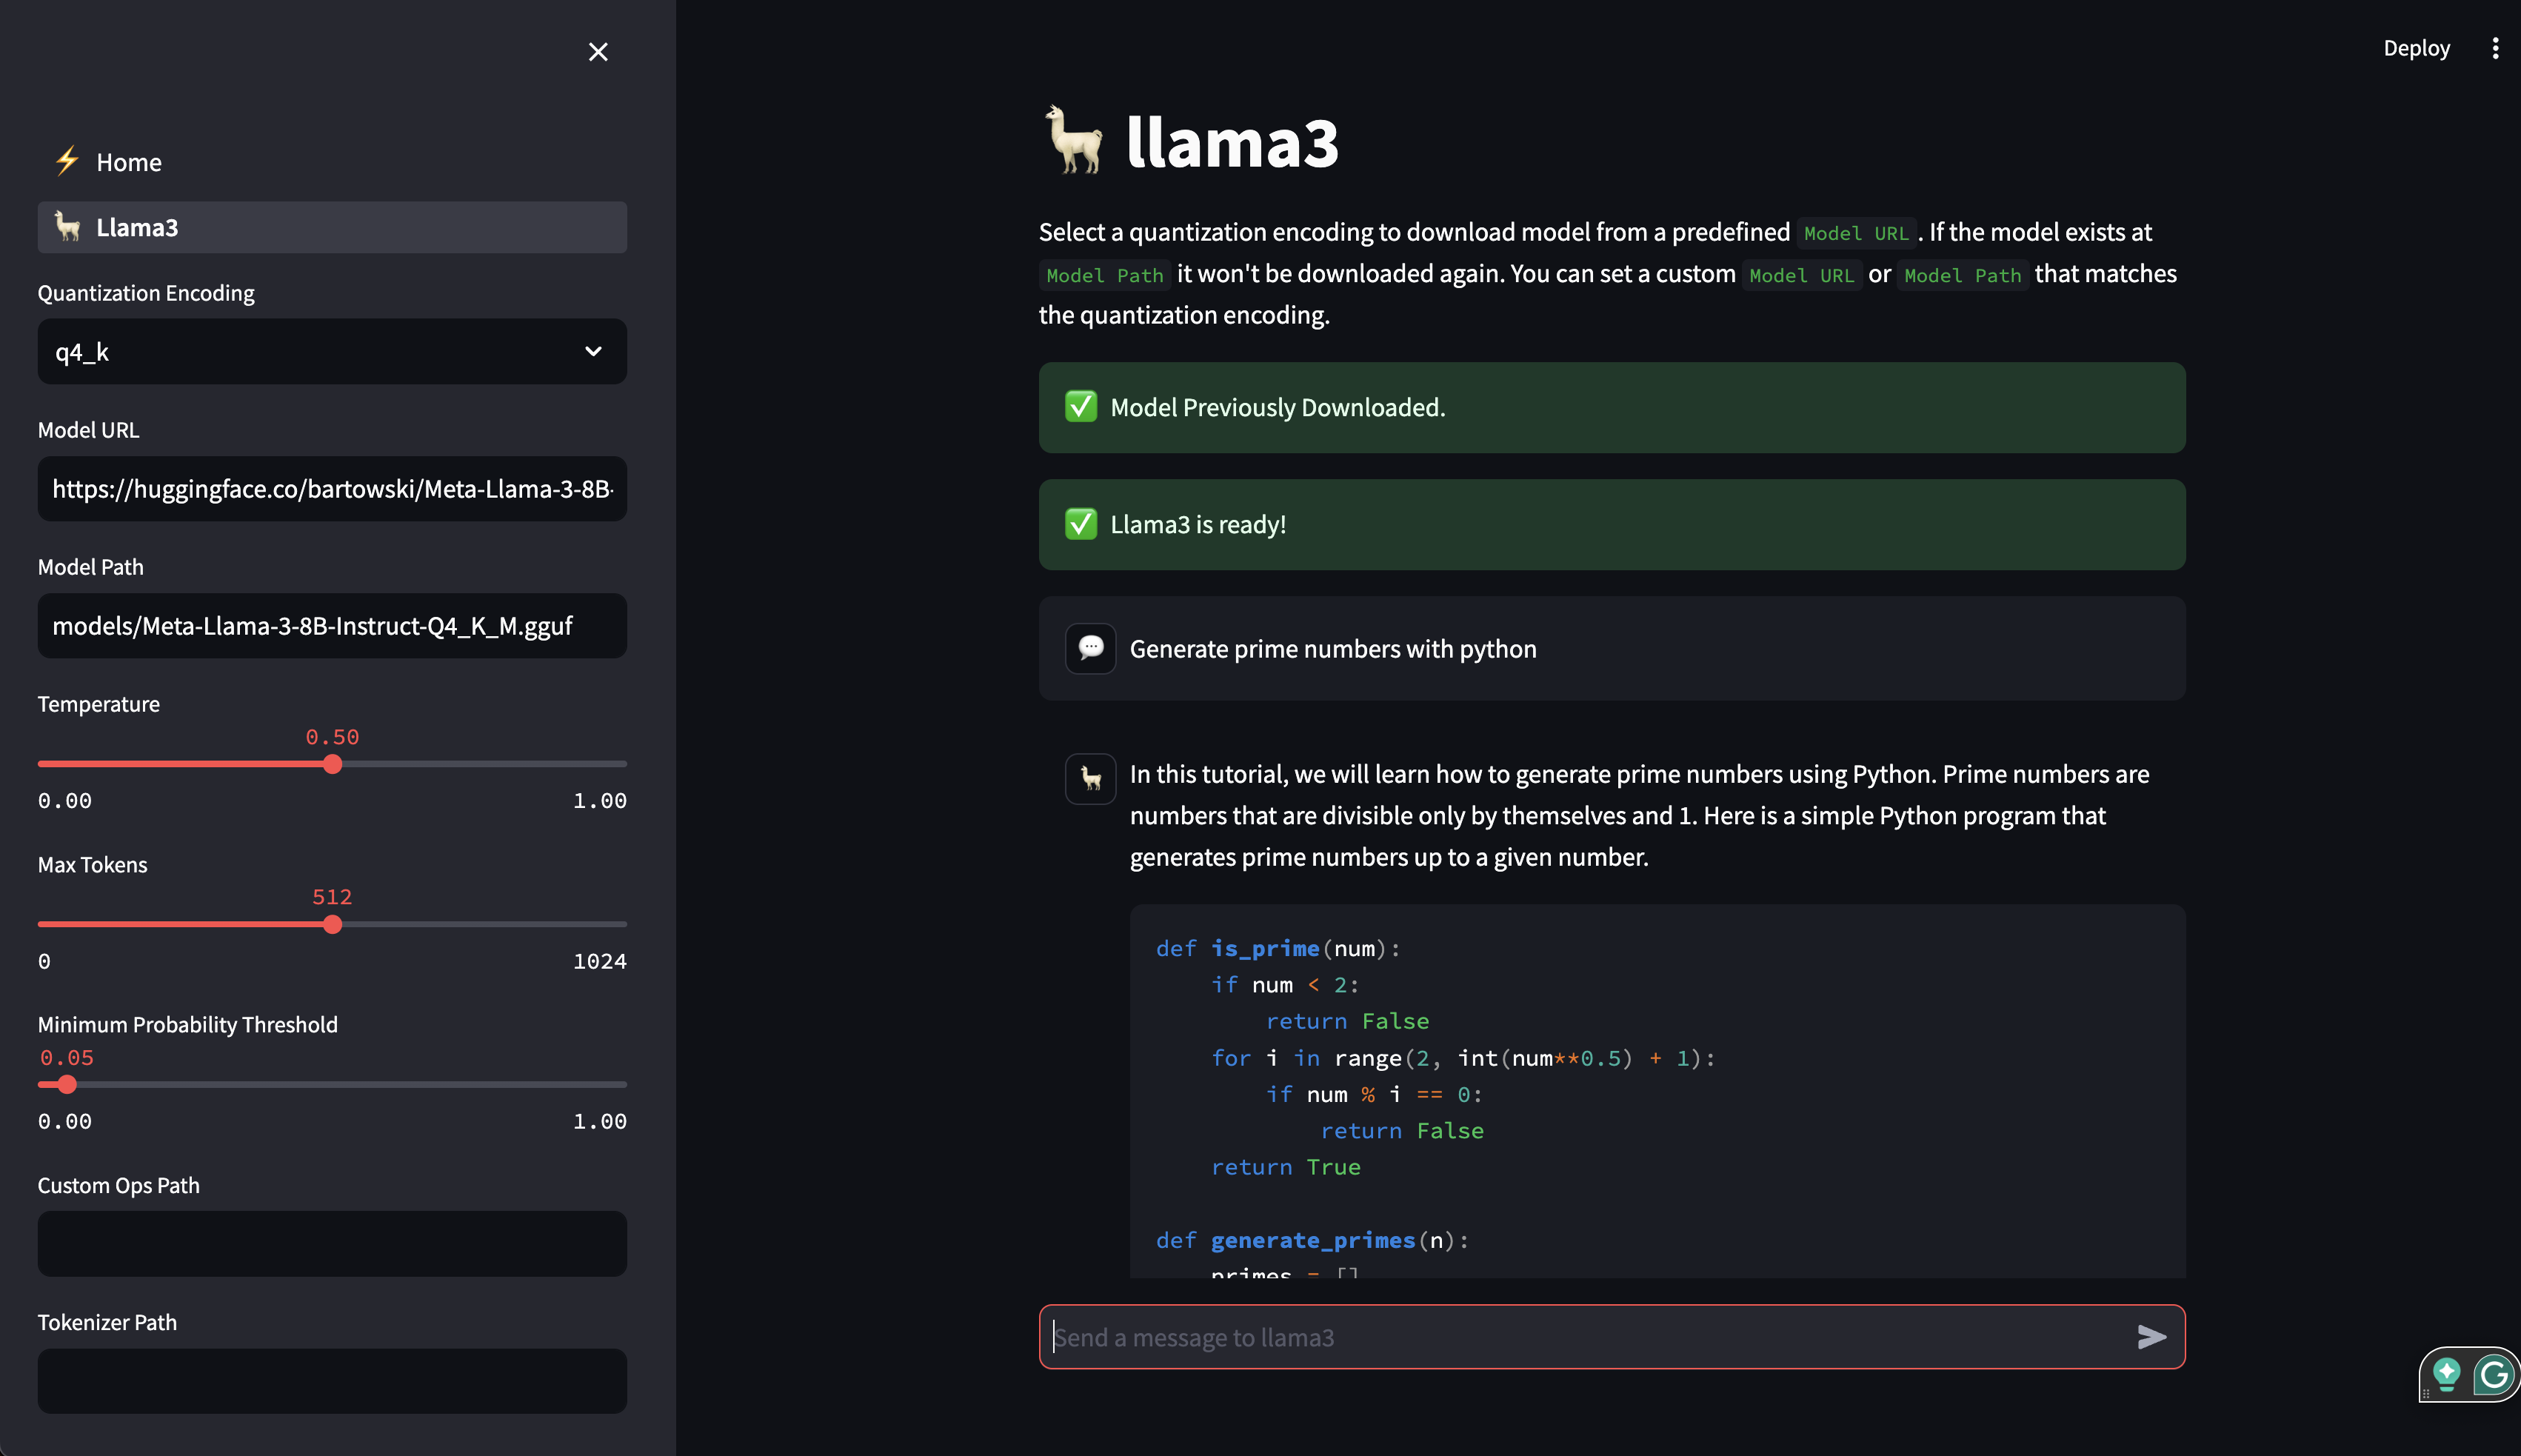 Deploy
Home
Llama3
Quantization Encoding
q4_k
Model URL
https://huggingface.co/bartowski/Meta-Llama-3-8B-
Model Path
models/Meta-Llama-3-8B-Instruct-Q4_K_M.gguf
Temperature
0.50
0.00 1.00
Max Tokens
512
0 1024
Minimum Probability Threshold
0.05
0.00 1.00
Custom Ops Path
Tokenizer Path
llama3
Select a quantization encoding to download model from a predefined Model URL . If the model exists at
Model Path it won't be downloaded again. You can set a custom Model URL or Model Path that matches
the quantization encoding.
Model Previously Downloaded.
Llama3 is ready!
Generate prime numbers with python
In this tutorial, we will learn how to generate prime numbers using Python. Prime numbers are
numbers that are divisible only by themselves and 1. Here is a simple Python program that
generates prime numbers up to a given number.
def is_prime(num):
    if num < 2:
        return False
    for i in range(2, int(num**0.5) + 1):
        if num % i == 0:
            return False
    return True
def generate_primes(n):
    primes = []
Send a message to llama3
G